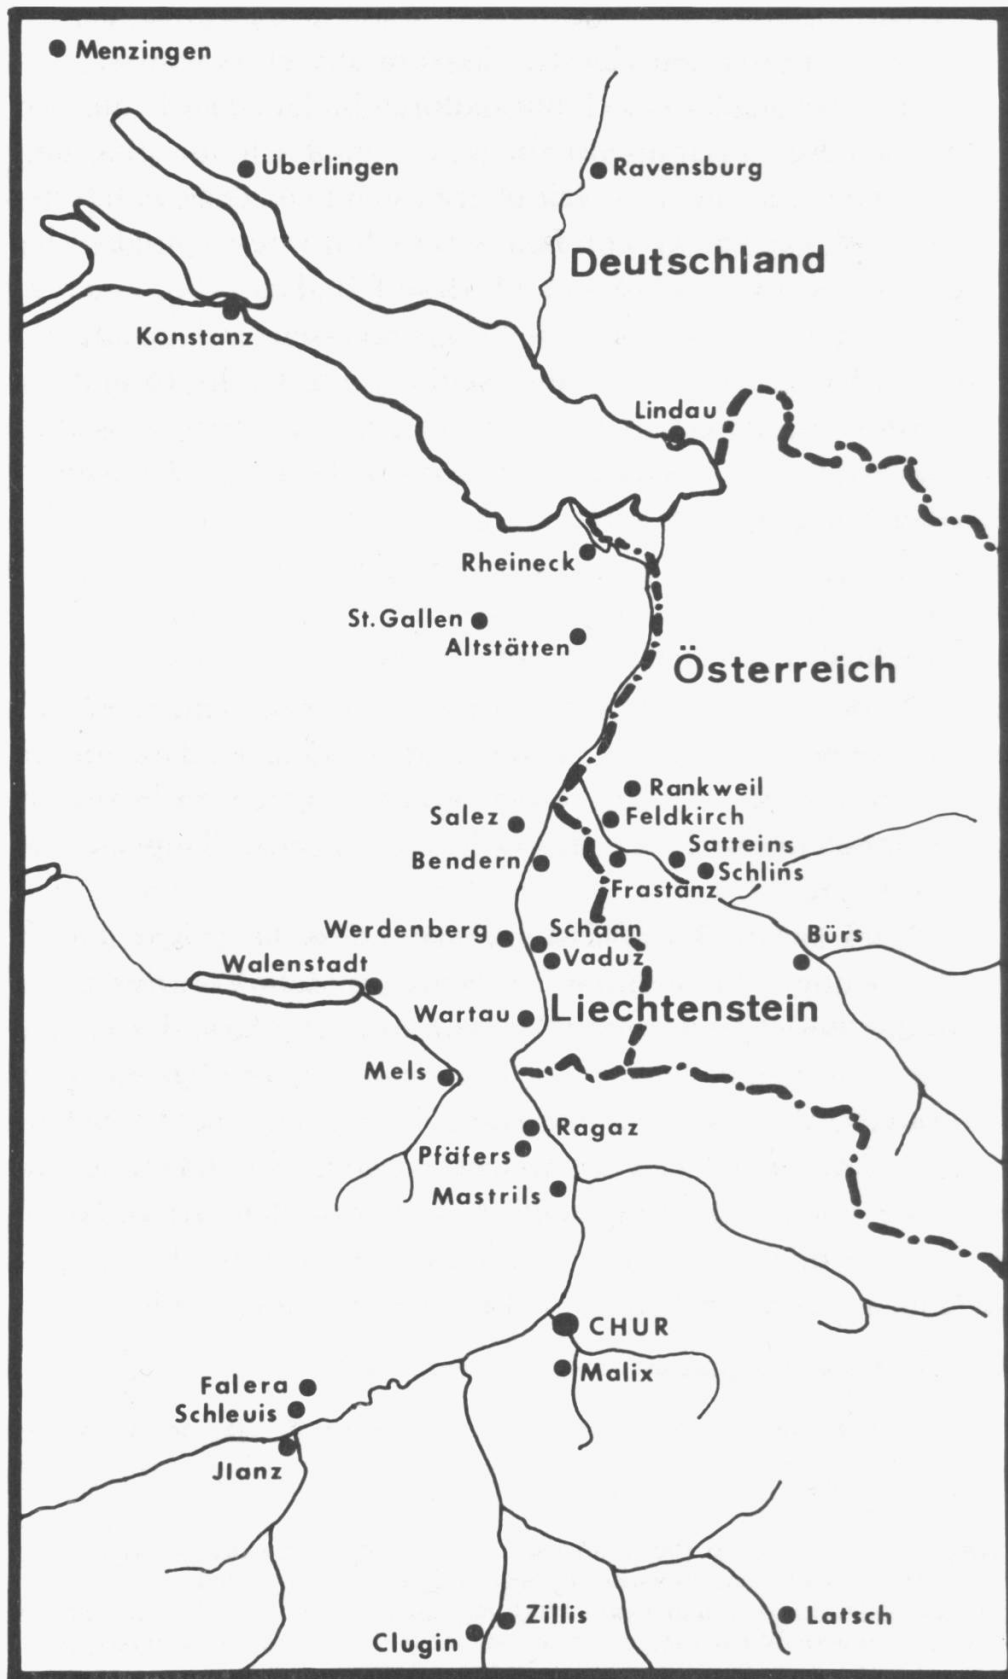 Menzingen
Überlingen
Ravensburg
Deutschland
Konstanz
Lindau
Rheineck
St.Gallen
Altstätten
Österreich
Rankweil
Salez
Feldkirch
Satteins
Bendern
Schlins
Frastanz
Werdenberg
Schaan
Bürs
Walenstadt
Vaduz
Wartau
Liechtenstein
Mels
Ragaz
Pfäfers
Mastrils
CHUR
Malix
Falera
Schleuis
Jlanz
Zillis
Latsch
Clugin